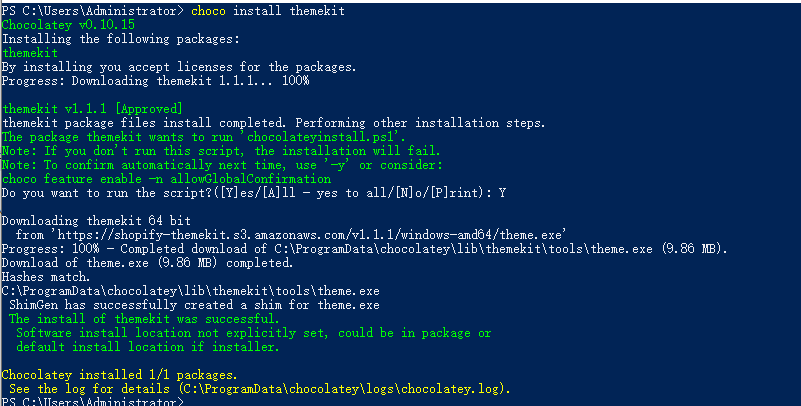 PS C:\Users\Administrator> choco install themekit
Chocolatey v0.10.15
Installing the following packages:
themekit
By installing you accept licenses for the packages.
Progress: Downloading themekit 1.1.1... 100%
themekit v1.1.1 [Approved]
themekit package files install completed. Performing other installation steps.
The package themekit wants to run 'chocolateyinstall.ps1'.
Note: If you don't run this script, the installation will fail.
Note: To confirm automatically next time, use '-y' or consider:
choco feature enable -n allowGlobalConfirmation
Do you want to run the script?([Y]es/[A]ll - yes to all/[N]o/[P]rint): Y
Downloading themekit 64 bit
from 'https://shopify-themekit.s3.amazonaws.com/v1.1.1/windows-amd64/theme.exe'
Progress: 100% - Completed download of C:\ProgramData\chocolatey\lib\themekit\tools\theme.exe (9.86 MB).
Download of theme.exe (9.86 MB) completed.
Hashes match.
C:\ProgramData\chocolatey\lib\themekit\tools\theme.exe
ShimGen has successfully created a shim for theme.exe
The install of themekit was successful.
Software install location not explicitly set, could be in package or
default install location if installer.
Chocolatey installed 1/1 packages.
See the log for details (C:\ProgramData\chocolatey\logs\chocolatey.log).
PS C:\Users\Administrator>